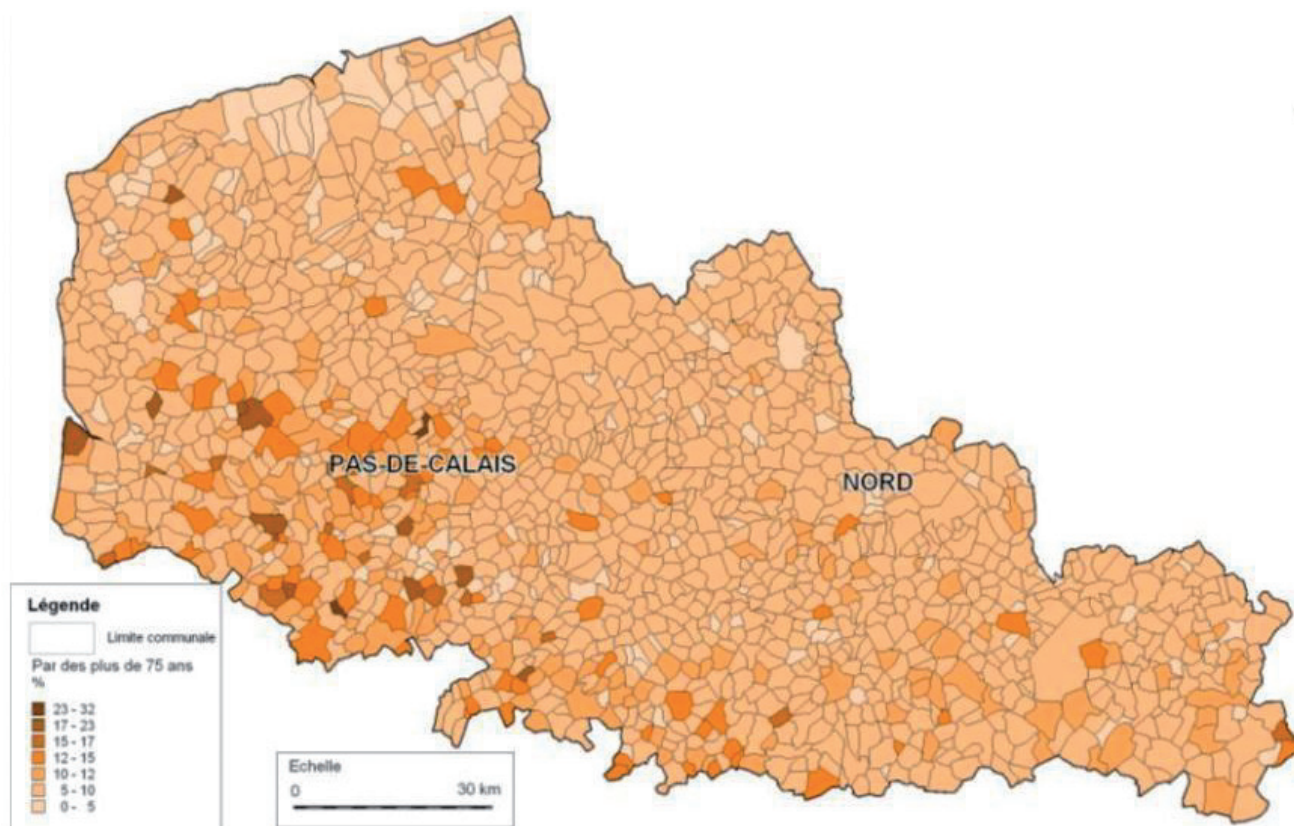 PAS-DE-CALAIS
NORD
Légende
Limite communale
Par des plus de 75 ans
%
23 - 32
17 - 23
15 - 17
12 - 15
10 - 12
5 - 10
0 - 5
Echelle
0 30 km